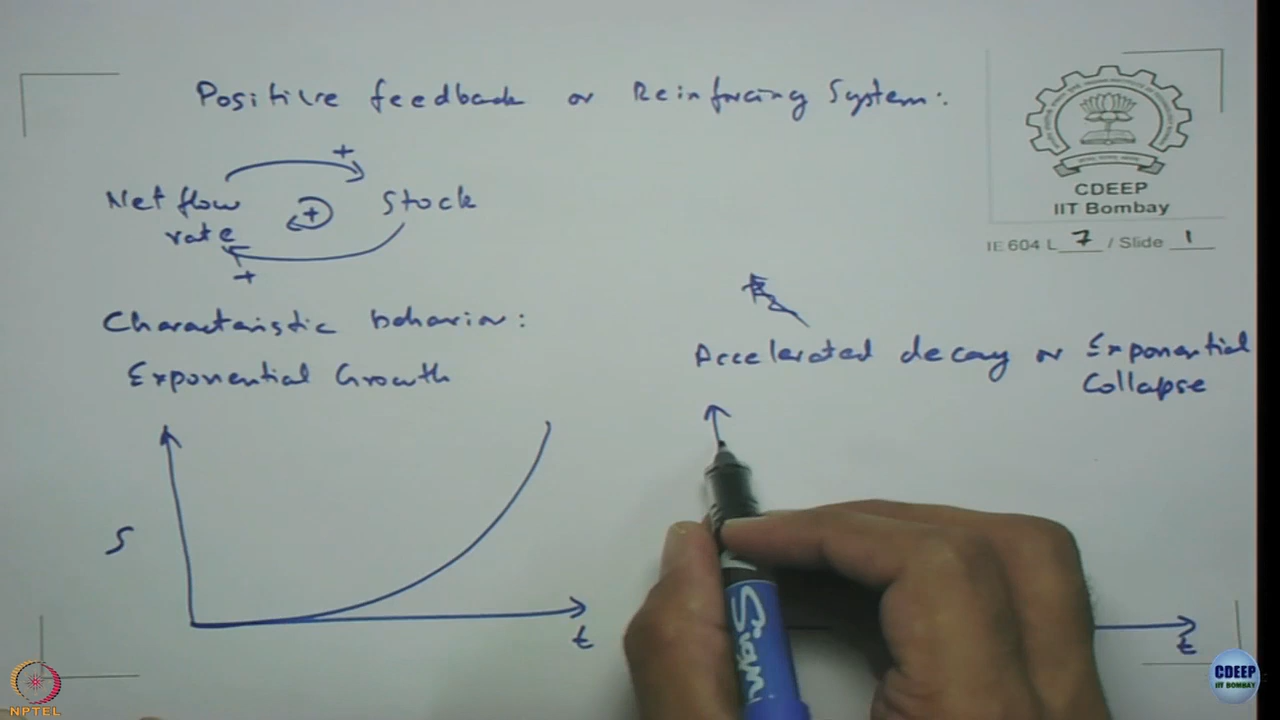 Positive feedback or Reinforcing System:
CDEEP
IIT Bombay
IE 604 L 7 / Slide 1
+
Net flow
rate
+
Stock
+
Characteristic behavior:
Exponential Growth
Accelerated decay or Exponential
Collapse
S
t
t
Signi
NPTEL
CDEEP
IIT BOMBAY